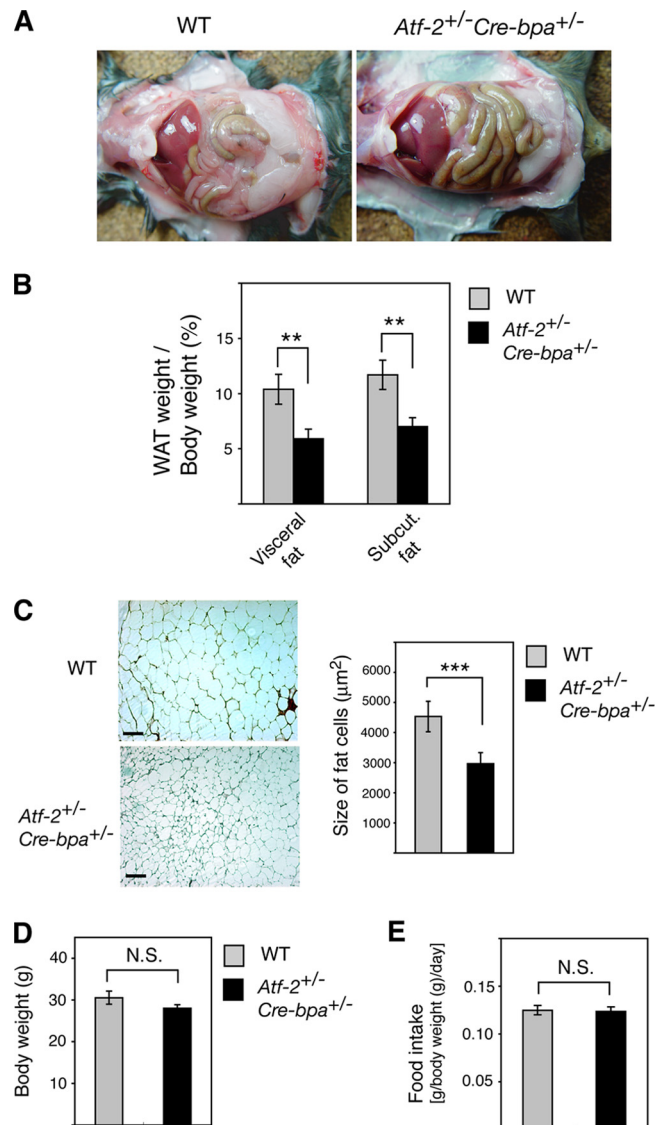 A
WT
Atf-2+/-Cre-bpa+/-
B
WAT weight /
Body weight (%)
15
10
5
**
**
Visceral
fat
Subcut.
fat
WT
Atf-2+/-
Cre-bpa+/-
C
WT
Atf-2+/-
Cre-bpa+/-
Size of fat cells (μm2)
6000
5000
4000
3000
2000
1000
***
WT
Atf-2+/-
Cre-bpa+/-
D
Body weight (g)
40
30
20
10
N.S.
WT
Atf-2+/-
Cre-bpa+/-
E
Food intake
[g/body weight (g)/day]
0.15
0.10
0.05
N.S.